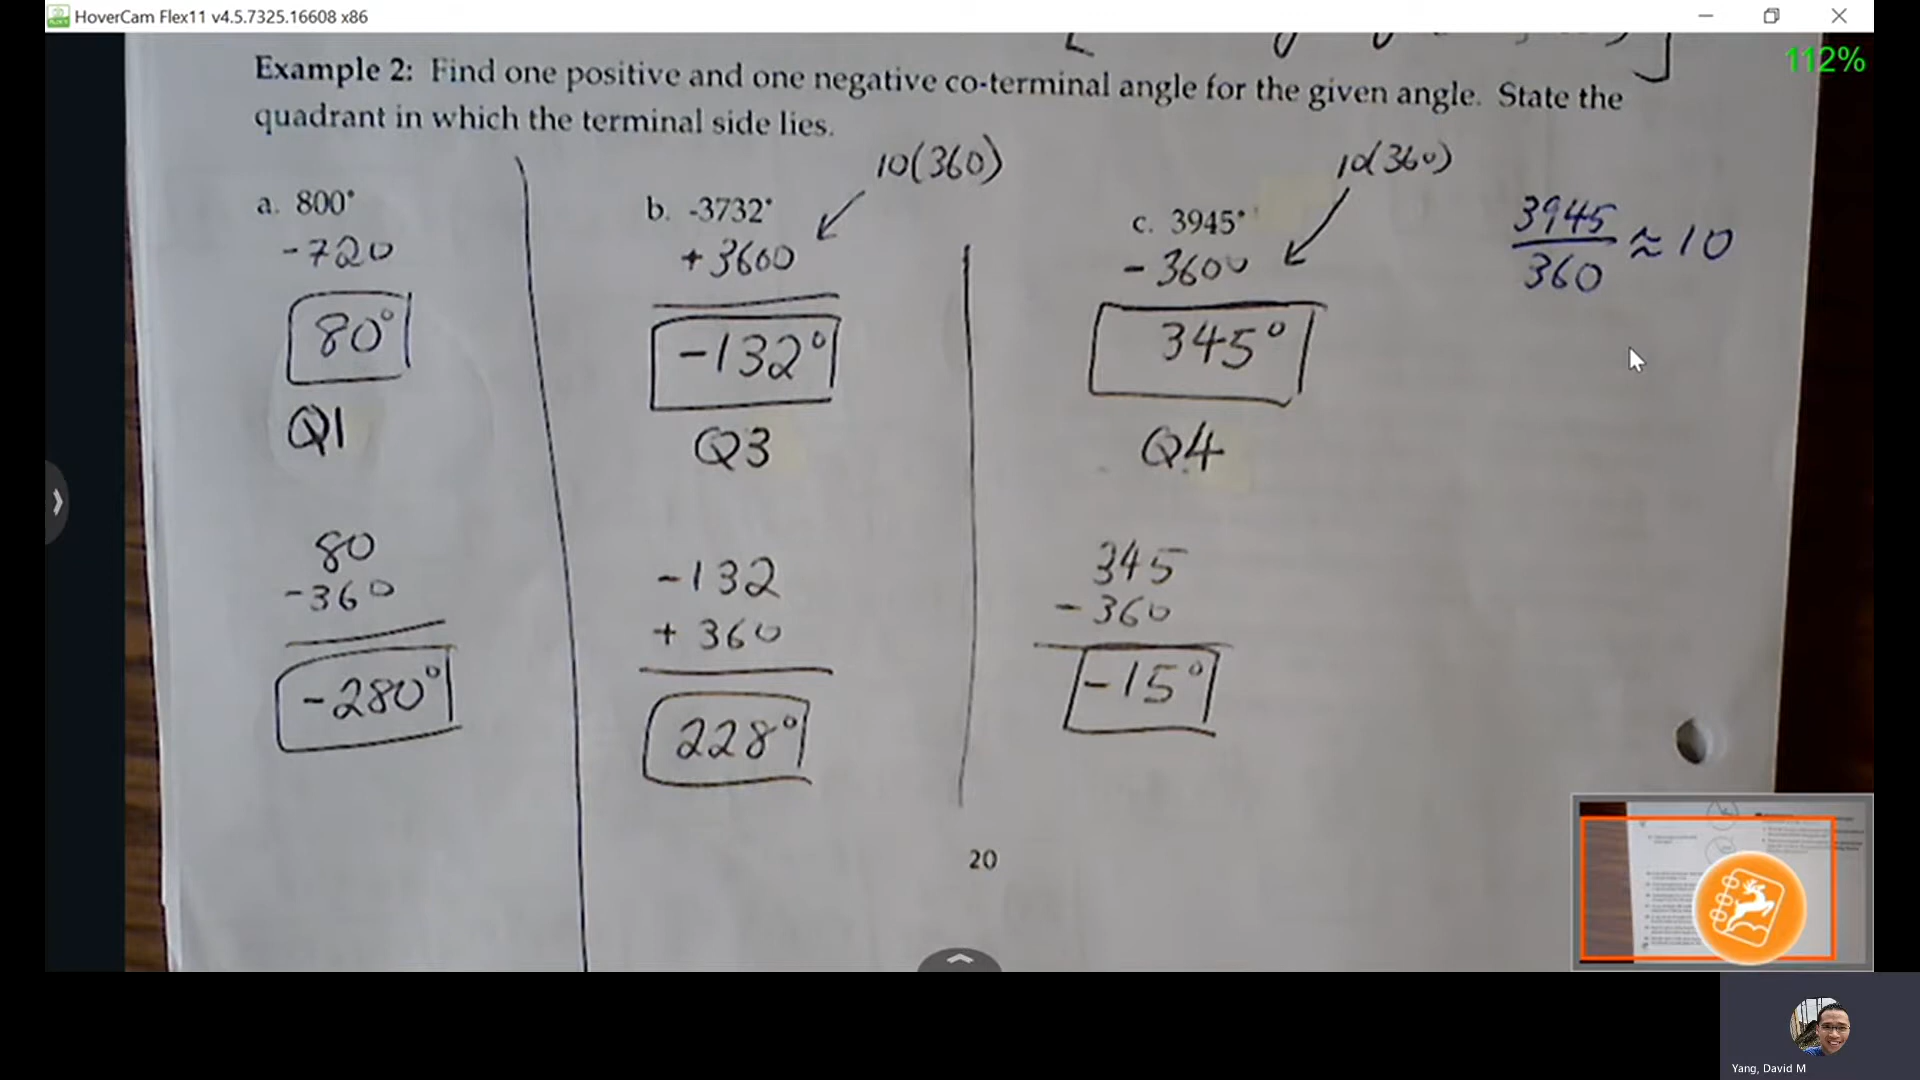 HoverCam Flex11 v4.5.7325.16608 x86
112%
Example 2: Find one positive and one negative co-terminal angle for the given angle. State the
quadrant in which the terminal side lies.
a. 800°
-720
80°
Q1
80
-360
-280°
10(360)
b. -3732°
+3600
-132°
Q3
-132
+ 360
228°
10(360)
c. 3945°
- 3600
345°
Q4
345
- 360
-15°
3945
360
≈ 10
20
Yang, David M